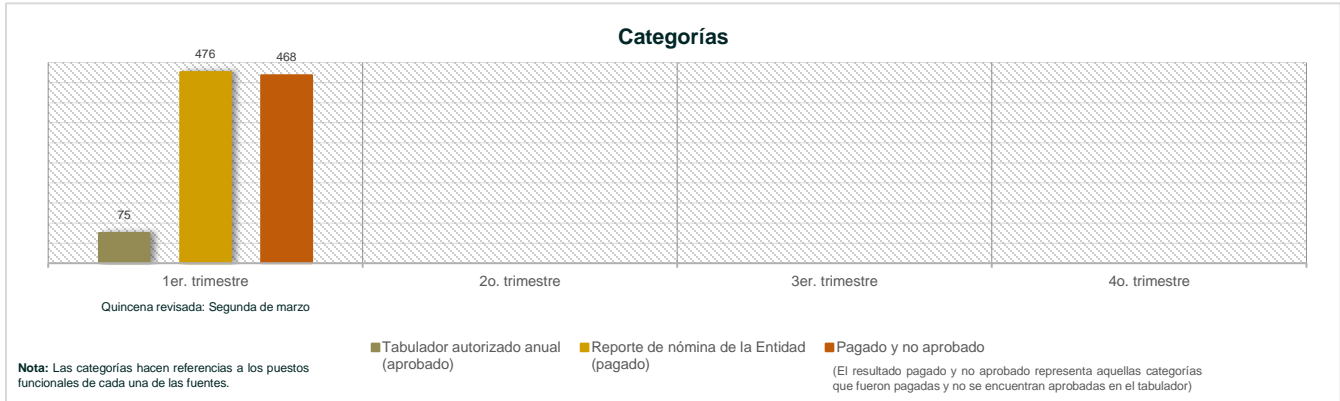 Categorías
476
468
75
1er. trimestre
2o. trimestre
3er. trimestre
4o. trimestre
Quincena revisada: Segunda de marzo
Tabulador autorizado anual
(aprobado)
Reporte de nómina de la Entidad
(pagado)
Pagado y no aprobado
(El resultado pagado y no aprobado representa aquellas categorías
que fueron pagadas y no se encuentran aprobadas en el tabulador)
Nota: Las categorías hacen referencias a los puestos
funcionales de cada una de las fuentes.